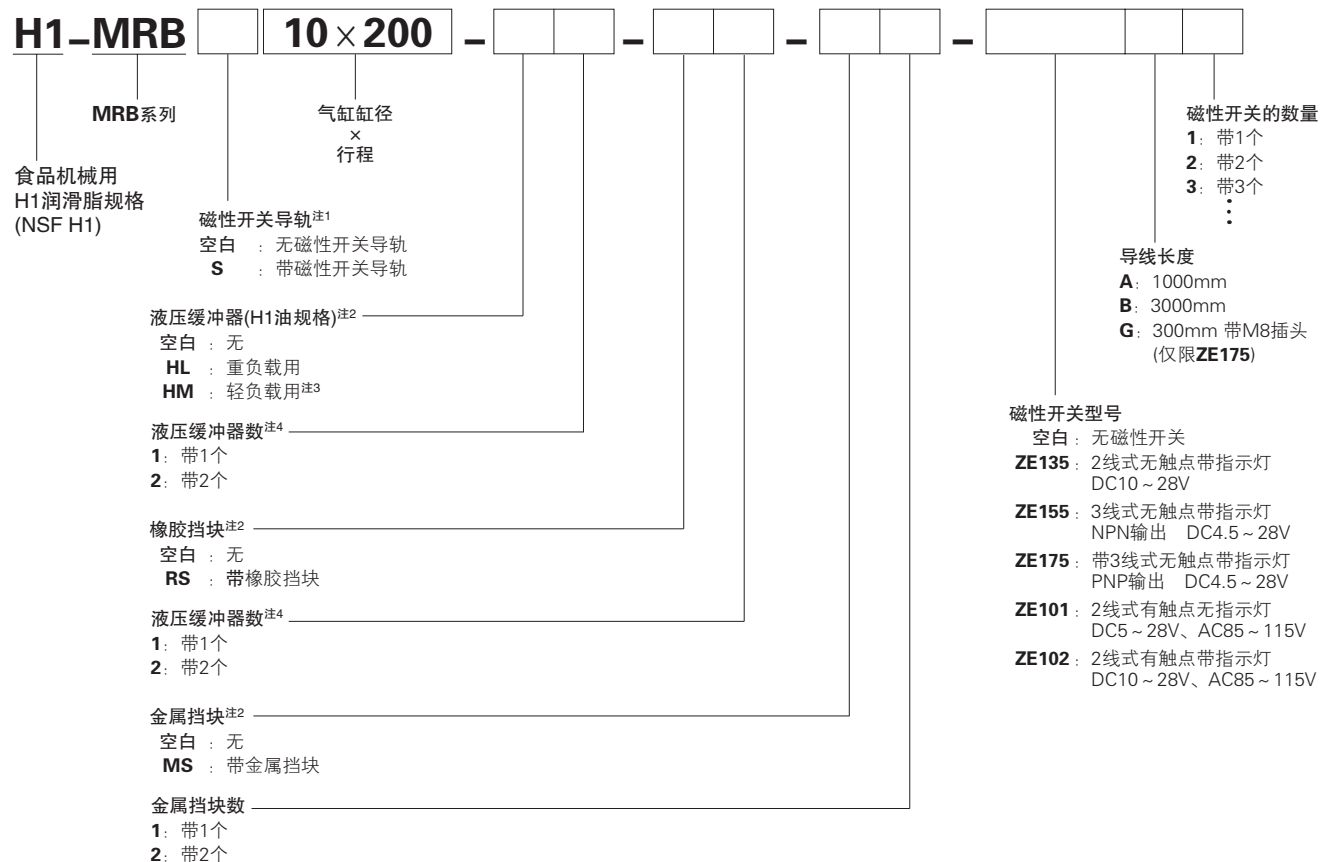 H1-MRB 10×200 - - - -
MRB系列
气缸缸径
×
行程
食品机械用
H1润滑脂规格
(NSF H1)
磁性开关导轨注1
空白 : 无磁性开关导轨
S : 带磁性开关导轨
液压缓冲器(H1油规格)注2
空白 : 无
HL : 重负载用
HM : 轻负载用注3
液压缓冲器数注4
1: 带1个
2: 带2个
橡胶挡块注2
空白 : 无
RS : 带橡胶挡块
液压缓冲器数注4
1: 带1个
2: 带2个
金属挡块注2
空白 : 无
MS : 带金属挡块
金属挡块数
1: 带1个
2: 带2个
磁性开关的数量
1: 带1个
2: 带2个
3: 带3个
⋮
导线长度
A: 1000mm
B: 3000mm
G: 300mm 带M8插头
(仅限ZE175)
磁性开关型号
空白 : 无磁性开关
ZE135 : 2线式无触点带指示灯
DC10~28V
ZE155 : 3线式无触点带指示灯
NPN输出 DC4.5~28V
ZE175 : 带3线式无触点带指示灯
PNP输出 DC4.5~28V
ZE101 : 2线式有触点无指示灯
DC5~28V、AC85~115V
ZE102 : 2线式有触点带指示灯
DC10~28V、AC85~115V